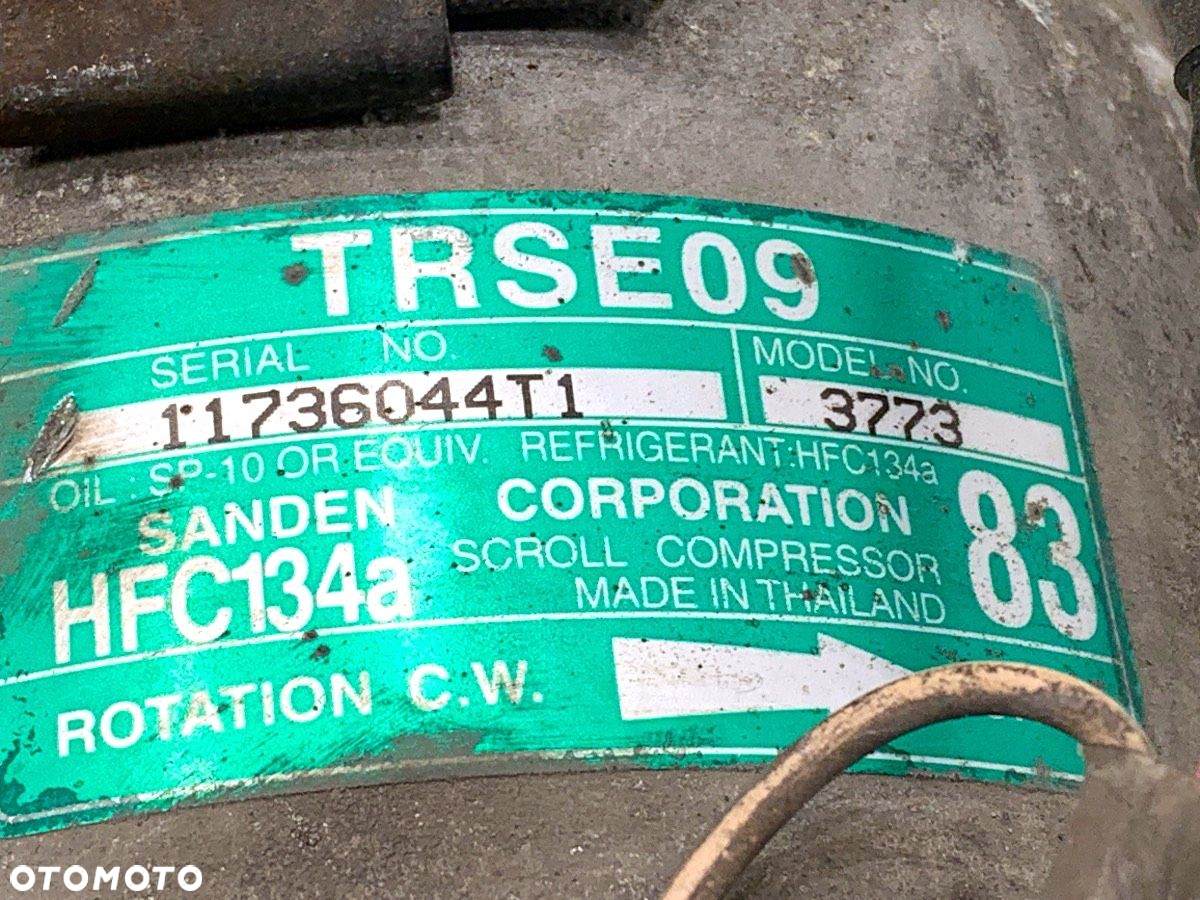 TRSE09
SERIAL NO. MODEL NO.
11736044T1 3773
OIL : SP-10 OR EQUIV. REFRIGERANT:HFC134a
SANDEN CORPORATION 83
HFC134a SCROLL COMPRESSOR
MADE IN THAILAND
ROTATION C.W.
OTOMOTO